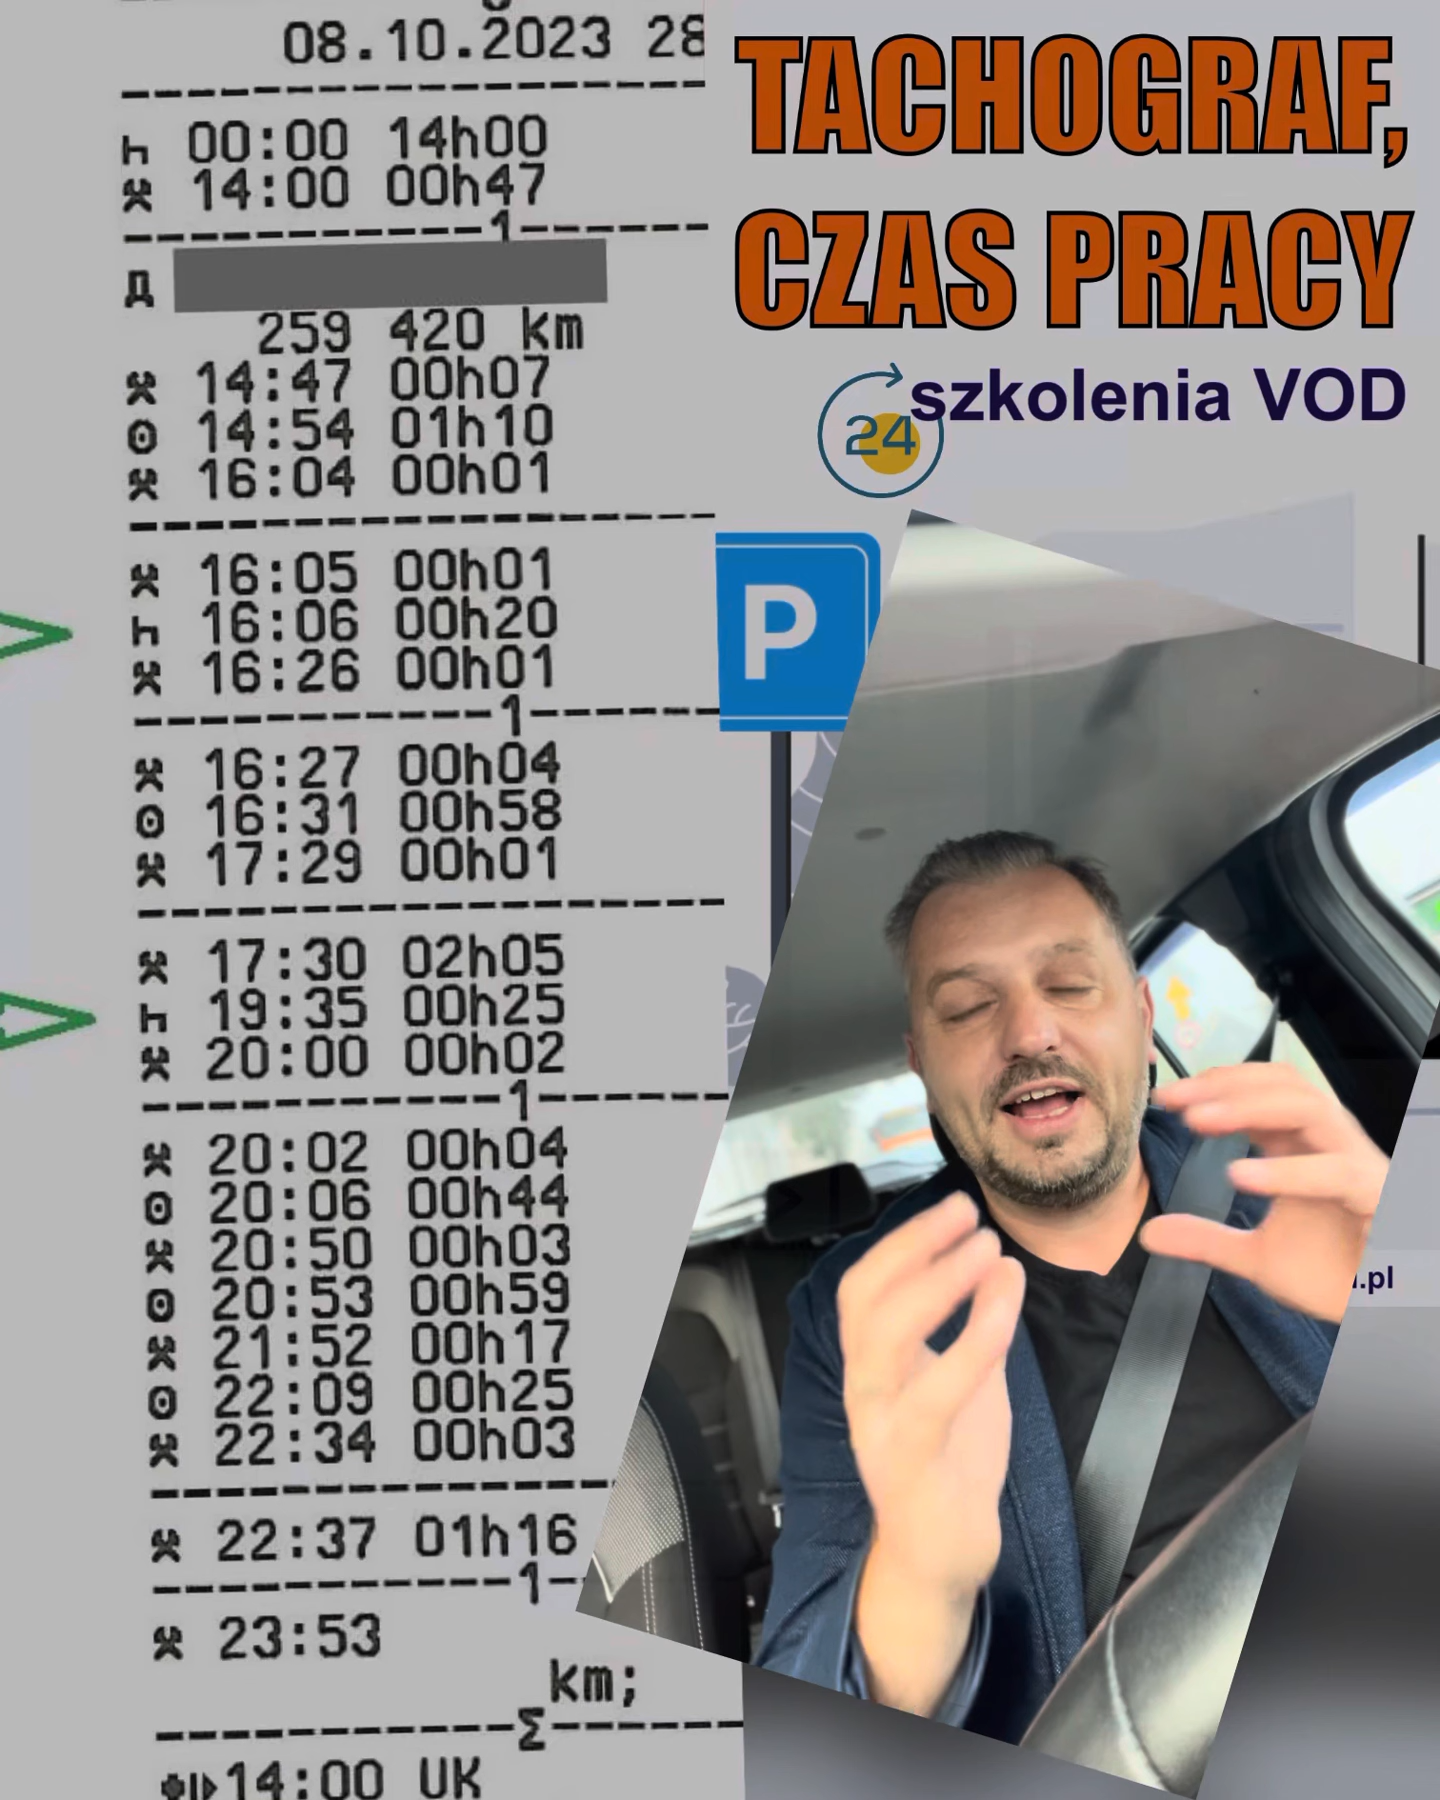 08.10.2023 28
00:00 14h00
14:00 00h47
1
259 420 km
14:47 00h07
14:54 01h10
16:04 00h01
16:05 00h01
16:06 00h20
16:26 00h01
1
16:27 00h04
16:31 00h58
17:29 00h01
17:30 02h05
19:35 00h25
20:00 00h02
1
20:02 00h04
20:06 00h44
20:50 00h03
20:53 00h59
21:52 00h17
22:09 00h25
22:34 00h03
22:37 01h16
1
23:53
km;
Σ
14:00 UK
TACHOGRAF,
CZAS PRACY
szkolenia VOD
24
P
.pl